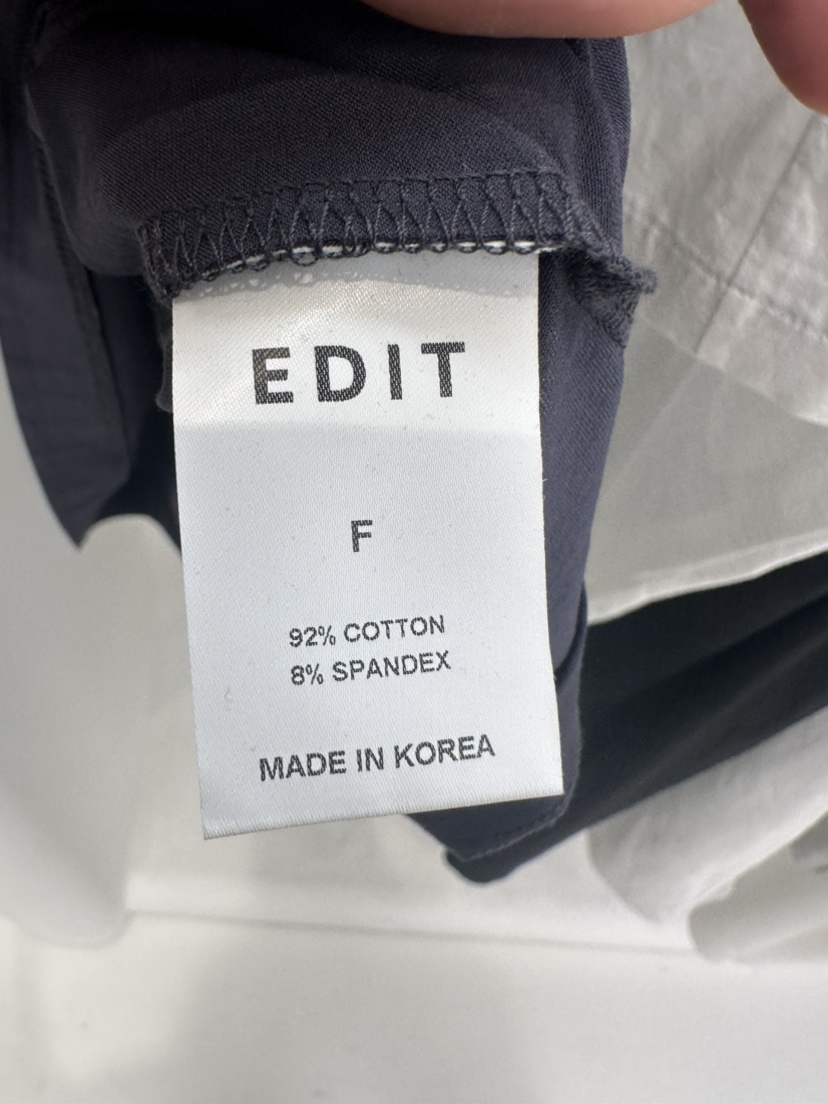 EDIT
F
92% COTTON
8% SPANDEX
MADE IN KOREA